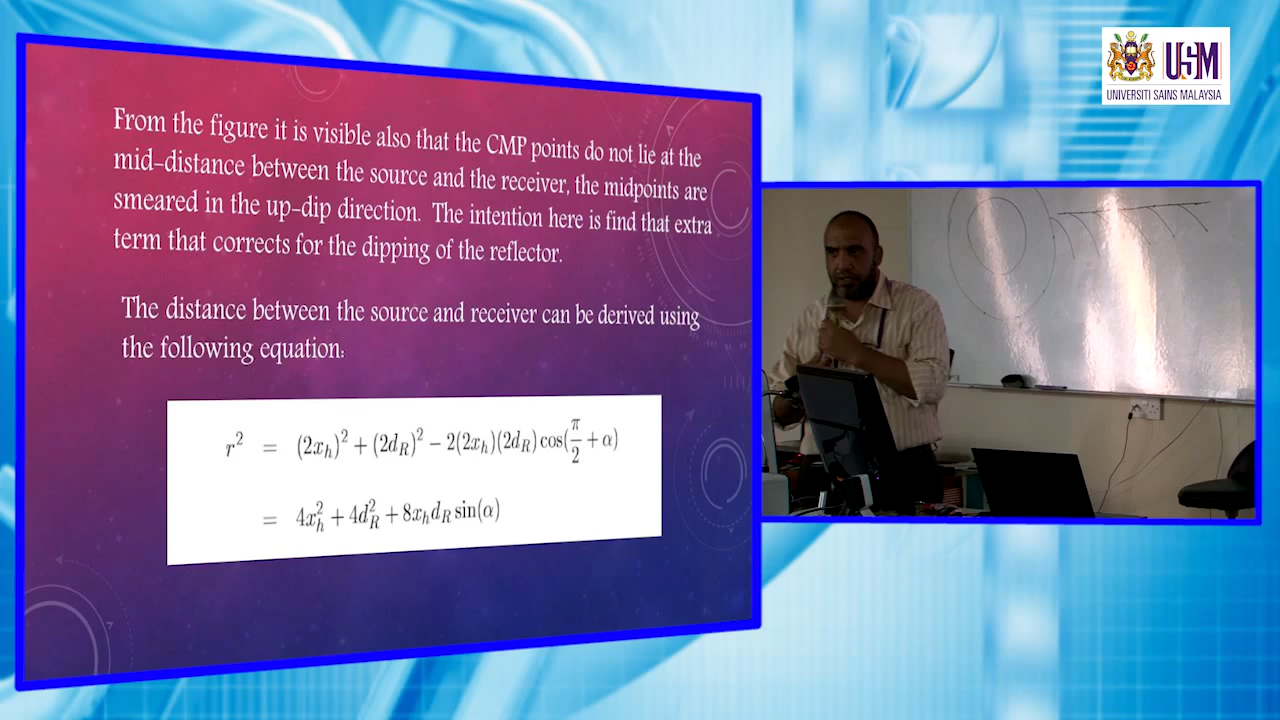 From the figure it is visible also that the CMP points do not lie at the
mid-distance between the source and the receiver, the midpoints are
smeared in the up-dip direction. The intention here is find that extra
term that corrects for the dipping of the reflector.
The distance between the source and receiver can be derived using
the following equation:
r² = (2x_h)² + (2d_R)² − 2(2x_h)(2d_R) cos(π/2 + α)
= 4x_h² + 4d_R² + 8x_h d_R sin(α)
USM
UNIVERSITI SAINS MALAYSIA